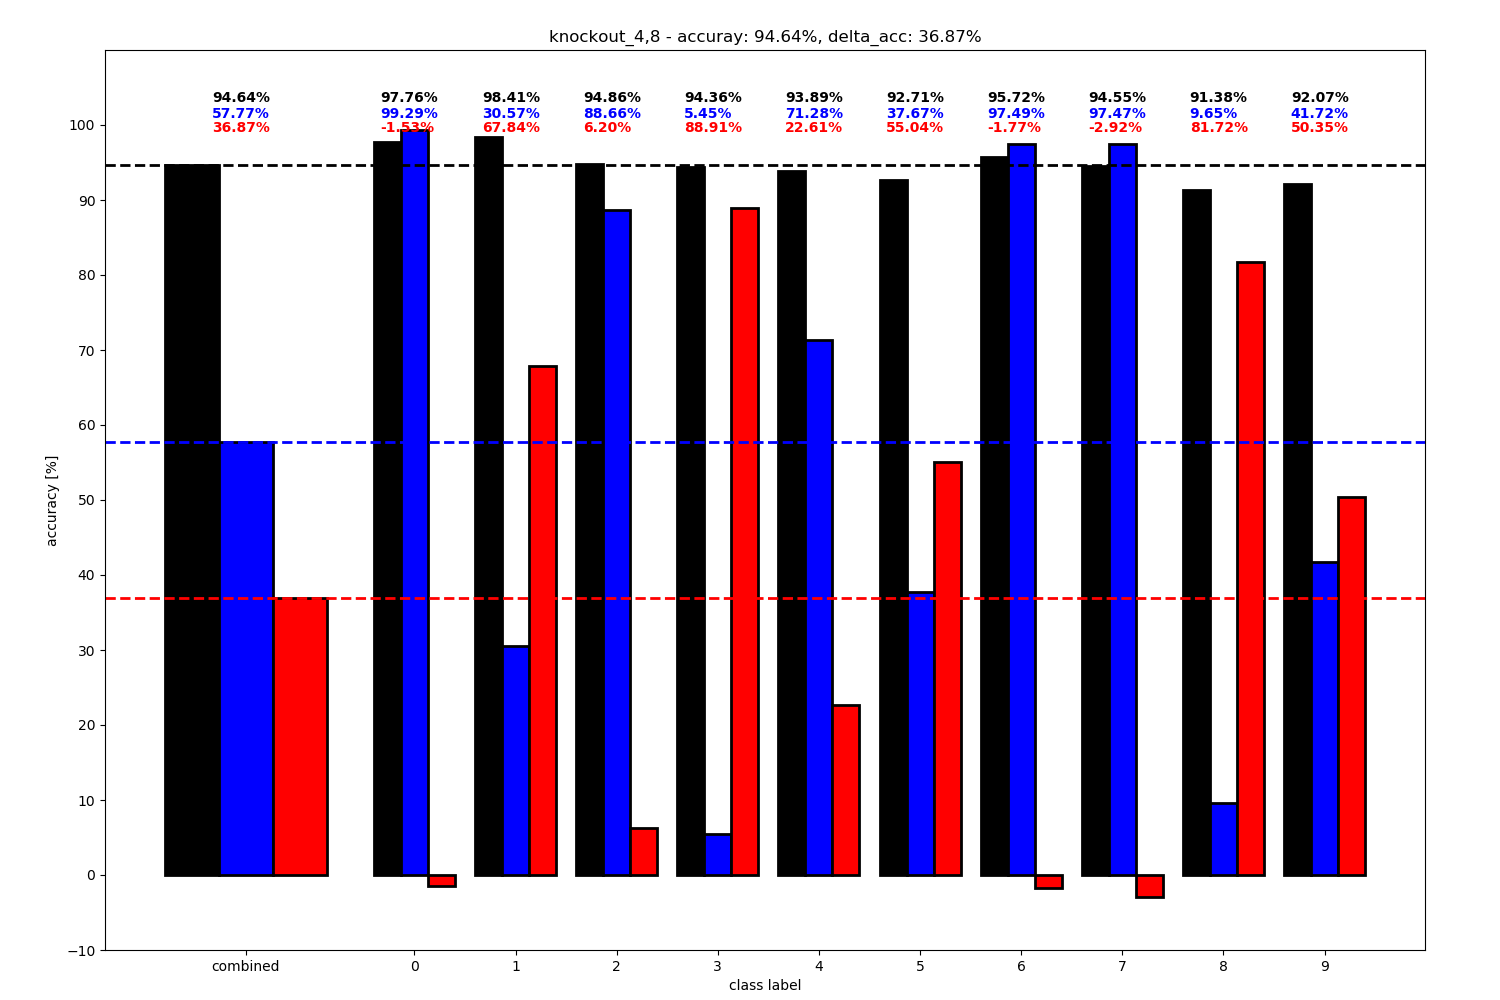 knockout_4,8 - accuray: 94.64%, delta_acc: 36.87%
94.64% 97.76% 98.41% 94.86% 94.36% 93.89% 92.71% 95.72% 94.55% 91.38% 92.07%
57.77% 99.29% 30.57% 88.66% 5.45% 71.28% 37.67% 97.49% 97.47% 9.65% 41.72%
36.87% -1.53% 67.84% 6.20% 88.91% 22.61% 55.04% -1.77% -2.92% 81.72% 50.35%
100
90
80
70
60
50
40
30
20
10
0
−10
accuracy [%]
combined 0 1 2 3 4 5 6 7 8 9
class label